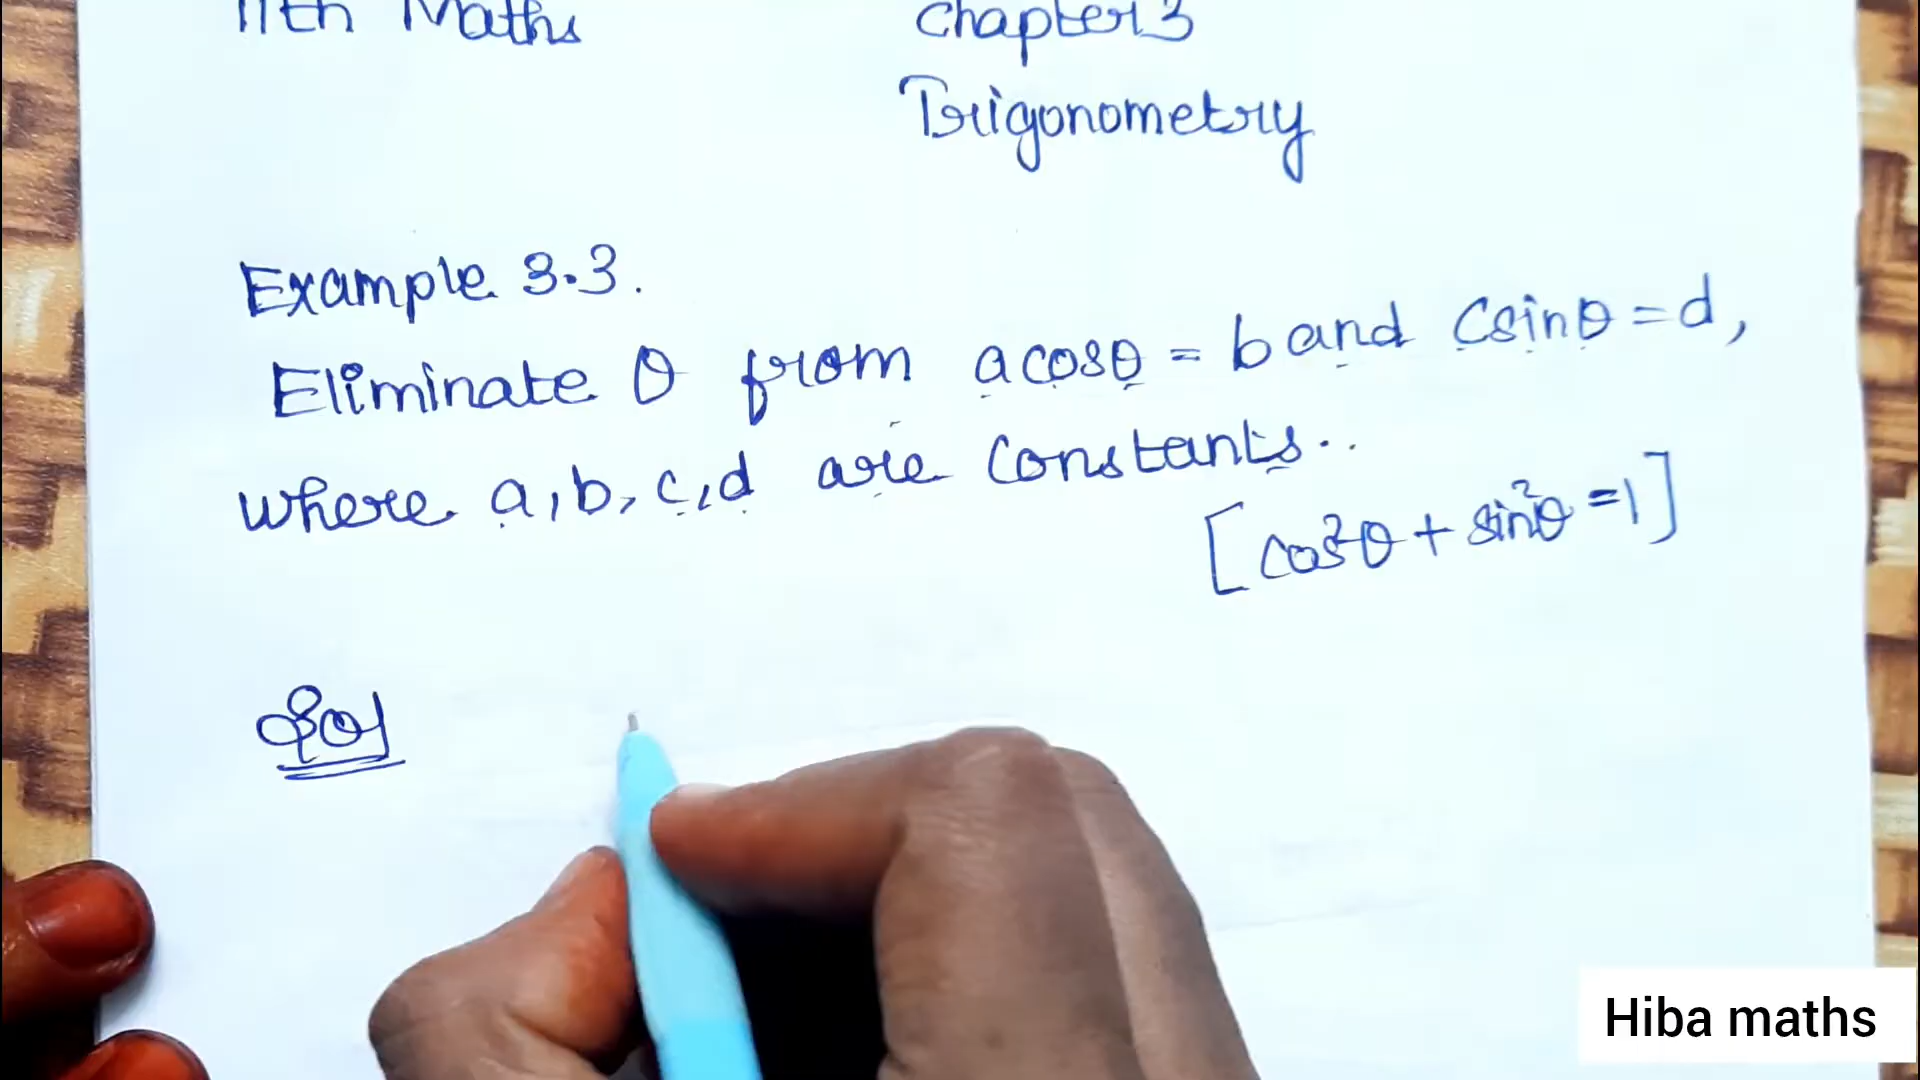 11th Maths Chapter 3
Trigonometry
Example 3.3.
Eliminate θ from a cosθ = b and c sinθ = d,
where a, b, c, d are constants..
[cos²θ + sin²θ = 1]
Hiba maths